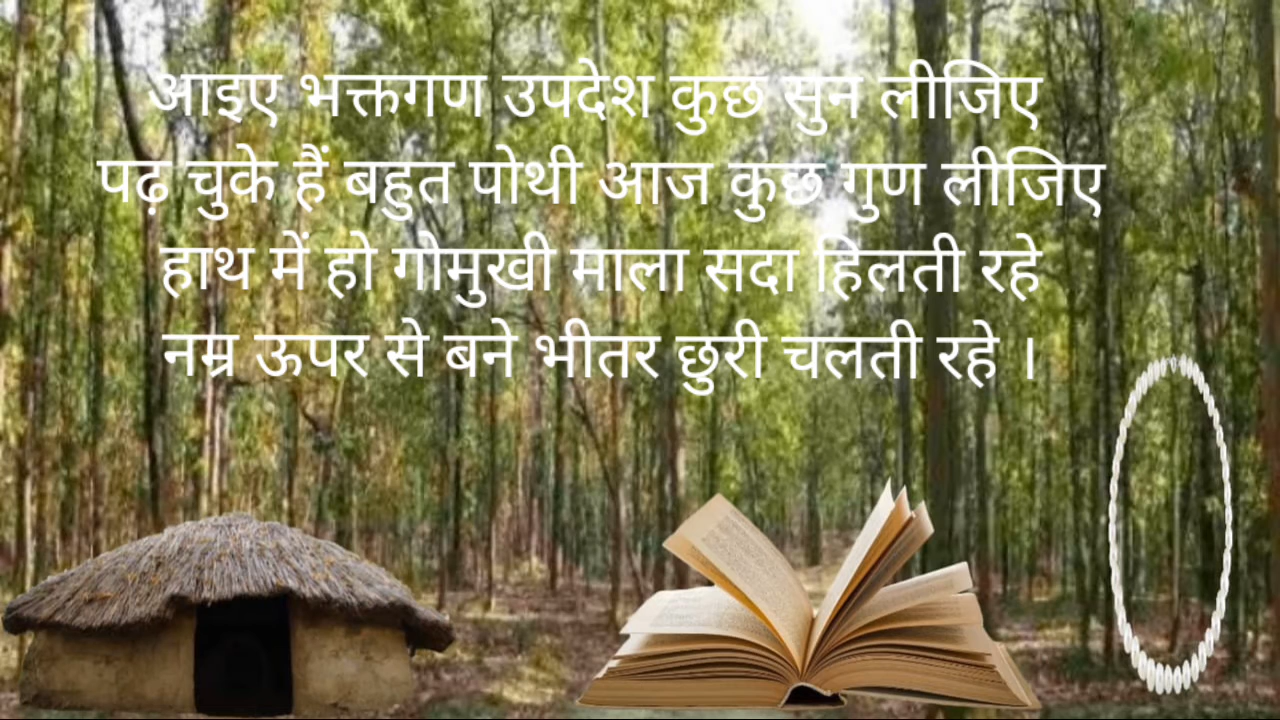 आइए भक्तगण उपदेश कुछ सुन लीजिए
पढ़ चुके हैं बहुत पोथी आज कुछ गुण लीजिए
हाथ में हो गोमुखी माला सदा हिलती रहे
नम्र ऊपर से बने भीतर छुरी चलती रहे ।